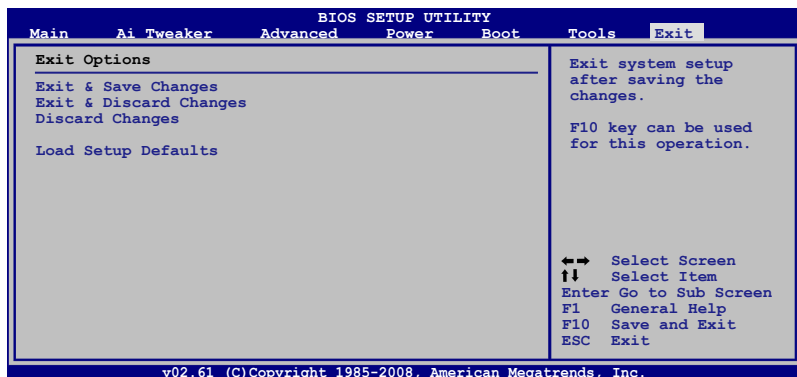 BIOS SETUP UTILITY
Main Ai Tweaker Advanced Power Boot Tools Exit
Exit Options
Exit & Save Changes
Exit & Discard Changes
Discard Changes
Load Setup Defaults
Exit system setup
after saving the
changes.
F10 key can be used
for this operation.
←→ Select Screen
↑↓ Select Item
Enter Go to Sub Screen
F1 General Help
F10 Save and Exit
ESC Exit
v02.61 (C)Copyright 1985-2008, American Megatrends, Inc.